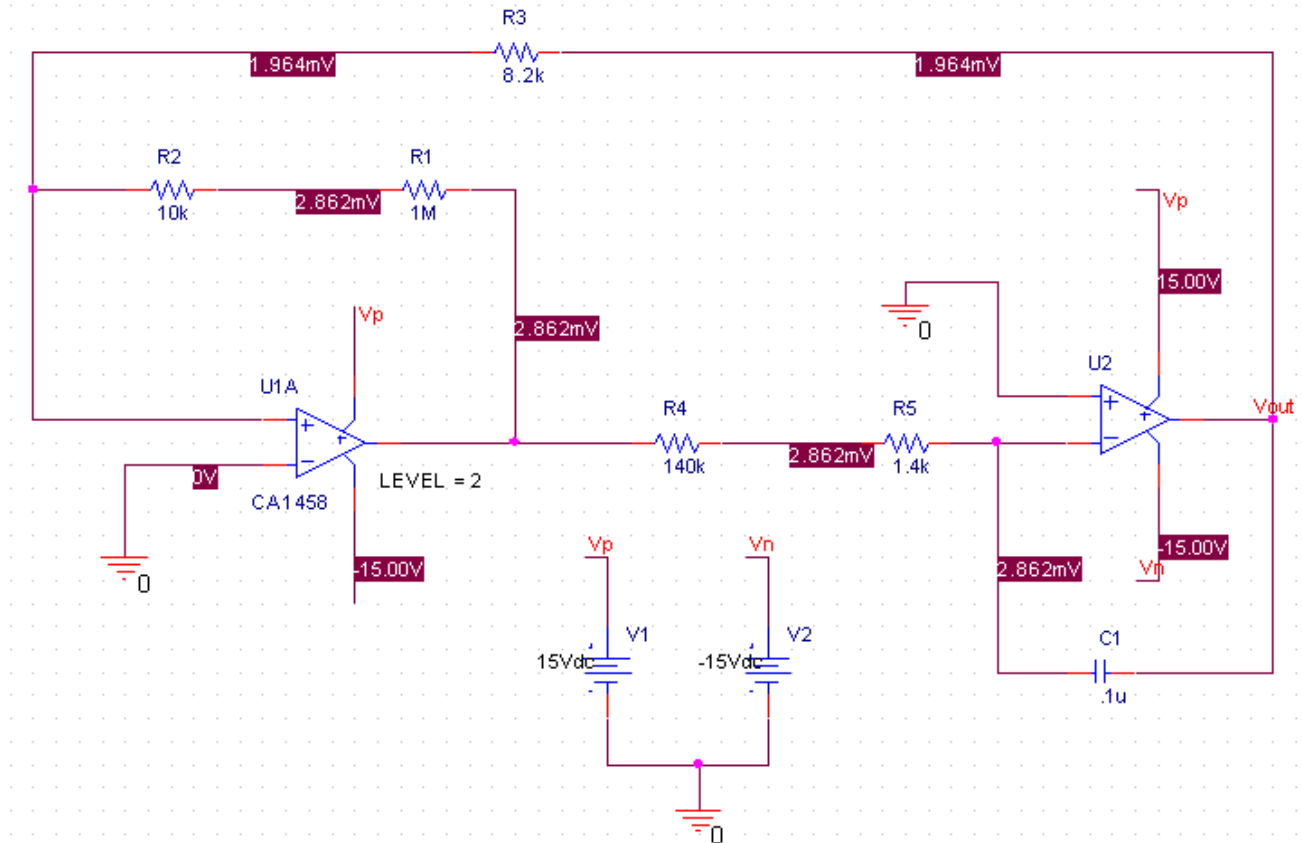 R3
1.964mV
1.964mV
8.2k
R2
R1
2.862mV
10k
1M
Vp
15.00V
Vp
2.862mV
0
U1A
U2
R4
R5
Vout
0V
140k
2.862mV
1.4k
LEVEL = 2
CA1458
Vp
Vn
-15.00V
-15.00V
Vn
0
2.862mV
V1
V2
C1
15Vdc
-15Vdc
.1u
0